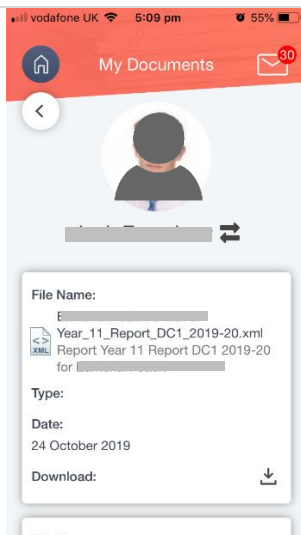 vodafone UK 5:09 pm 55%
My Documents
30
File Name:
Year_11_Report_DC1_2019-20.xml
XML
Report Year 11 Report DC1 2019-20
for
Type:
Date:
24 October 2019
Download: